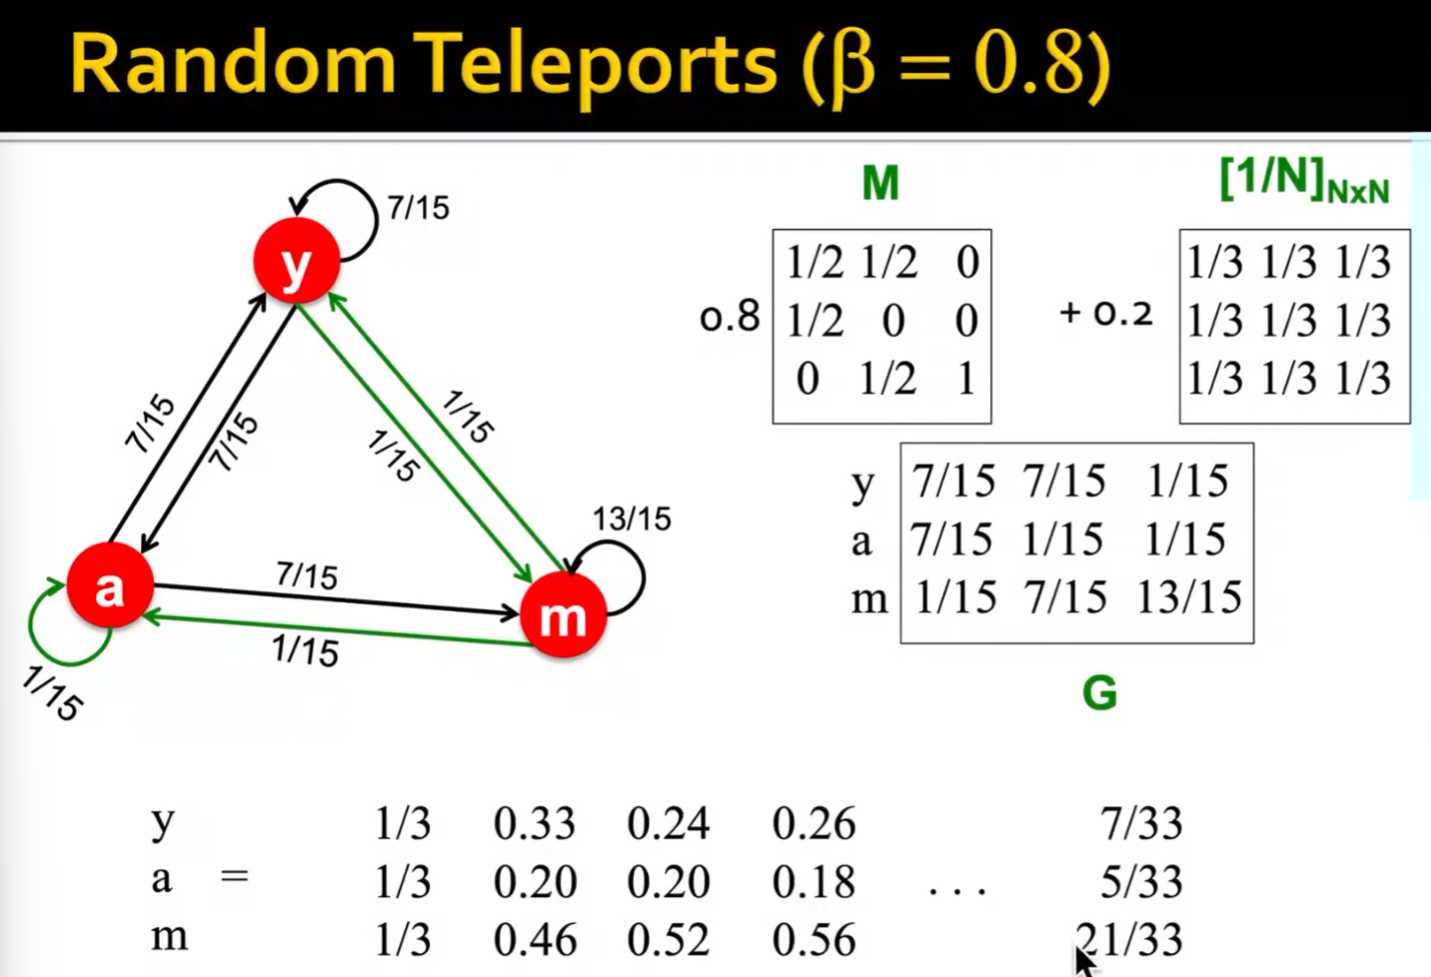 Random Teleports (β = 0.8)
7/15
y
7/15
7/15
1/15
1/15
13/15
a
7/15
m
1/15
1/15
M
[1/N]NxN
0.8
1/2 1/2 0
1/2 0 0
0 1/2 1
+ 0.2
1/3 1/3 1/3
1/3 1/3 1/3
1/3 1/3 1/3
y 7/15 7/15 1/15
a 7/15 1/15 1/15
m 1/15 7/15 13/15
G
y 1/3 0.33 0.24 0.26 7/33
a = 1/3 0.20 0.20 0.18 . . . 5/33
m 1/3 0.46 0.52 0.56 21/33